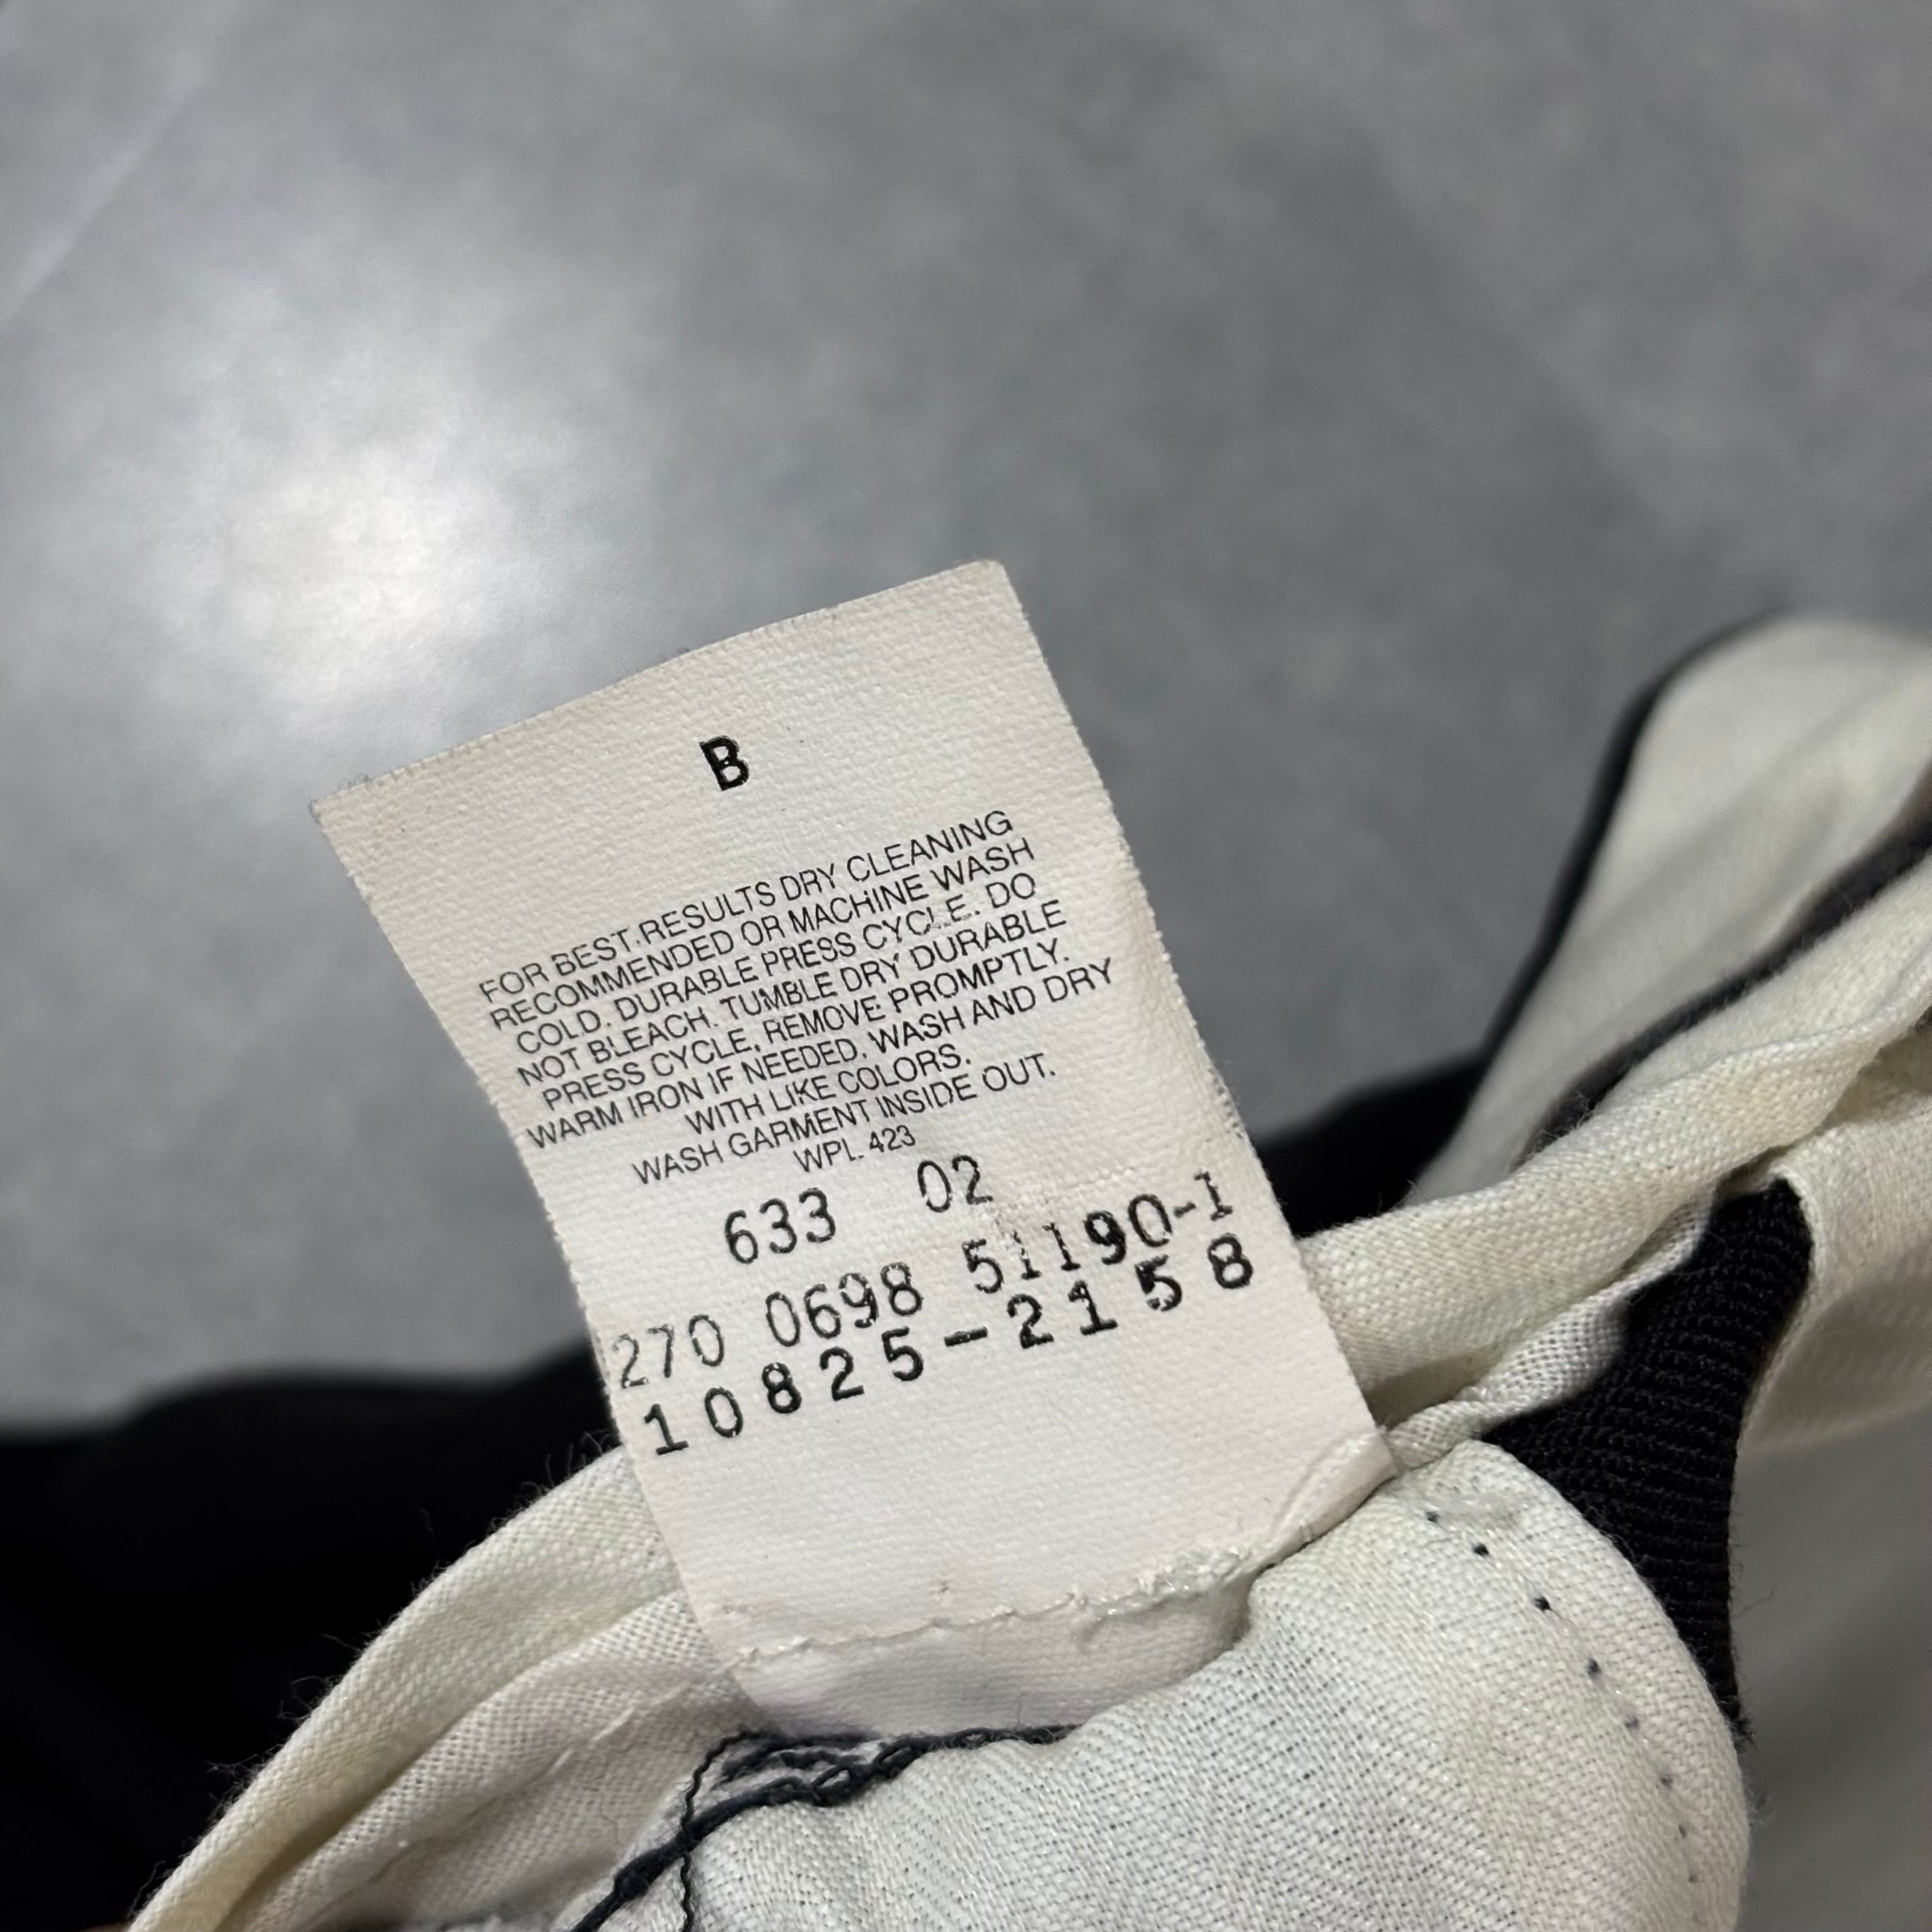 B
FOR BEST RESULTS DRY CLEANING
RECOMMENDED OR MACHINE WASH
COLD. DURABLE PRESS CYCLE. DO
NOT BLEACH. TUMBLE DRY DURABLE
PRESS CYCLE, REMOVE PROMPTLY.
WARM IRON IF NEEDED. WASH AND DRY
WITH LIKE COLORS.
WASH GARMENT INSIDE OUT.
WPL 423
633 02
270 0698 51190-1
10825-2158